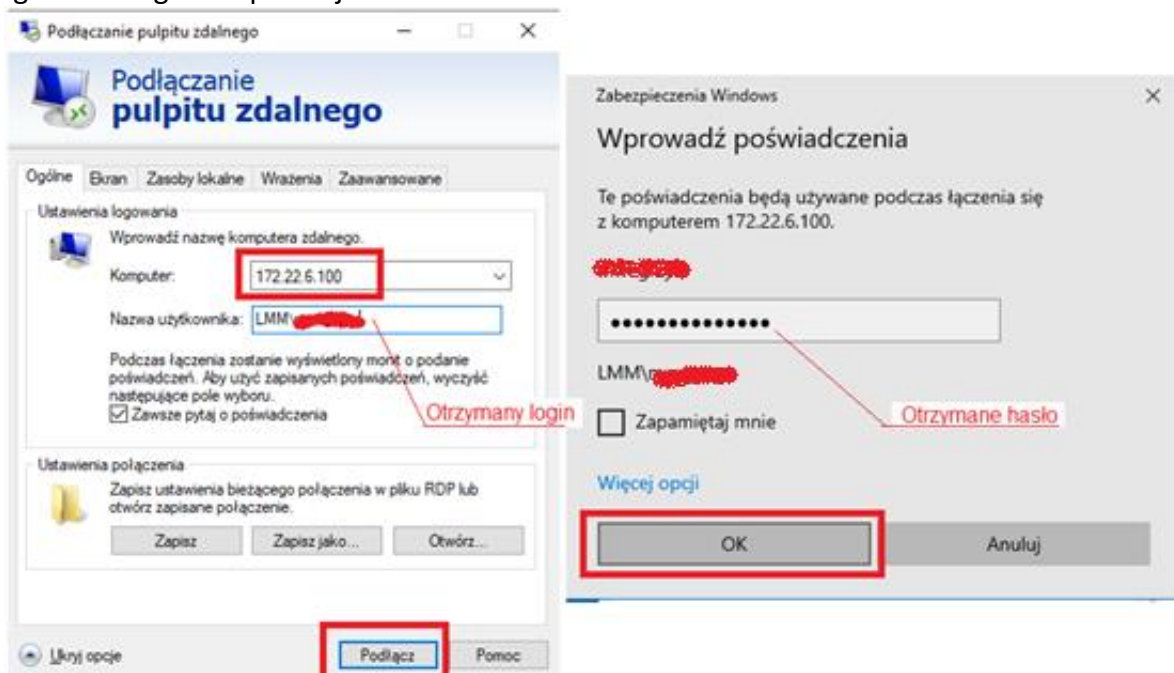 Podłączanie pulpitu zdalnego
Podłączanie
pulpitu zdalnego
Ogólne Ekran Zasoby lokalne Wrażenia Zaawansowane
Ustawienia logowania
Wprowadź nazwę komputera zdalnego.
Komputer: 172.22.6.100
Nazwa użytkownika: LMM\
Podczas łączenia zostanie wyświetlony monit o podanie
poświadczeń. Aby użyć zapisanych poświadczeń, wyczyść
następujące pole wyboru.
Zawsze pytaj o poświadczenia
Otrzymany login
Ustawienia połączenia
Zapisz ustawienia bieżącego połączenia w pliku RDP lub
otwórz zapisane połączenie.
Zapisz Zapisz jako... Otwórz...
Ukryj opcje Podłącz Pomoc
Zabezpieczenia Windows
Wprowadź poświadczenia
Te poświadczenia będą używane podczas łączenia się
z komputerem 172.22.6.100.
LMM\
Zapamiętaj mnie
Otrzymane hasło
Więcej opcji
OK Anuluj